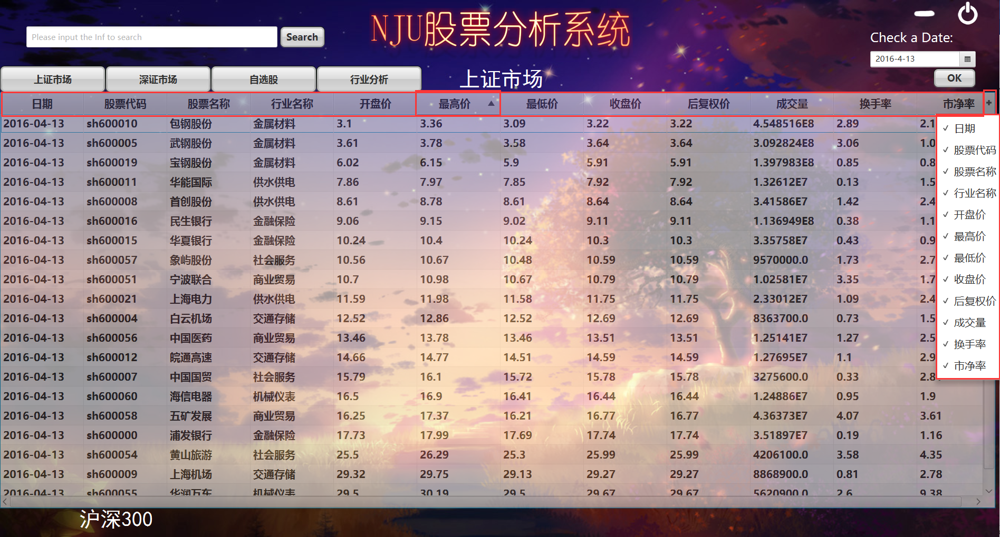 NJU股票分析系统
Please input the Inf to search Search
Check a Date:
2016-4-13
OK
上证市场 深证市场 自选股 行业分析
上证市场
日期 股票代码 股票名称 行业名称 开盘价 最高价 最低价 收盘价 后复权价 成交量 换手率 市净率 +
2016-04-13 sh600010 包钢股份 金属材料 3.1 3.36 3.09 3.22 3.22 4.548516E8 2.89 2.1
2016-04-13 sh600005 武钢股份 金属材料 3.61 3.78 3.58 3.64 3.64 3.092824E8 3.06 1.0
2016-04-13 sh600019 宝钢股份 金属材料 6.02 6.15 5.9 5.91 5.91 1.397983E8 0.85 0.8
2016-04-13 sh600011 华能国际 供水供电 7.86 7.97 7.85 7.92 7.92 1.32612E7 0.13 1.5
2016-04-13 sh600008 首创股份 供水供电 8.61 8.78 8.61 8.64 8.64 3.41586E7 1.42 2.4
2016-04-13 sh600016 民生银行 金融保险 9.06 9.15 9.02 9.11 9.11 1.136949E8 0.38 1.1
2016-04-13 sh600015 华夏银行 金融保险 10.24 10.4 10.24 10.3 10.3 3.35758E7 0.43 0.9
2016-04-13 sh600057 象屿股份 社会服务 10.56 10.67 10.48 10.59 10.59 9570000.0 1.73 2.7
2016-04-13 sh600051 宁波联合 商业贸易 10.7 10.98 10.67 10.79 10.79 1.02581E7 3.35 1.7
2016-04-13 sh600021 上海电力 供水供电 11.59 11.98 11.58 11.75 11.75 2.33012E7 1.09 2.4
2016-04-13 sh600004 白云机场 交通存储 12.52 12.86 12.52 12.69 12.69 8363700.0 0.73 1.5
2016-04-13 sh600056 中国医药 商业贸易 13.46 13.78 13.46 13.51 13.51 1.25141E7 1.27 2.5
2016-04-13 sh600012 皖通高速 交通存储 14.66 14.77 14.51 14.59 14.59 1.27695E7 1.1 2.9
2016-04-13 sh600007 中国国贸 社会服务 15.79 16.1 15.72 15.78 15.78 3275600.0 0.33 2.8
2016-04-13 sh600060 海信电器 机械仪表 16.5 16.9 16.41 16.44 16.44 1.24886E7 0.95 1.9
2016-04-13 sh600058 五矿发展 商业贸易 16.25 17.37 16.21 16.77 16.77 4.36373E7 4.07 3.61
2016-04-13 sh600000 浦发银行 金融保险 17.73 17.99 17.69 17.74 17.74 3.51897E7 0.19 1.16
2016-04-13 sh600054 黄山旅游 社会服务 25.5 26.29 25.3 25.99 25.99 4206100.0 3.58 4.35
2016-04-13 sh600009 上海机场 交通存储 29.32 29.75 29.13 29.27 29.27 8868900.0 0.81 2.78
2016-04-13 sh600055 华润万东 机械仪表 29.5 30.19 29.5 29.67 29.67 5620900.0 2.6 9.38
✓ 日期
✓ 股票代码
✓ 股票名称
✓ 行业名称
✓ 开盘价
✓ 最高价
✓ 最低价
✓ 收盘价
✓ 后复权价
✓ 成交量
✓ 换手率
✓ 市净率
沪深300